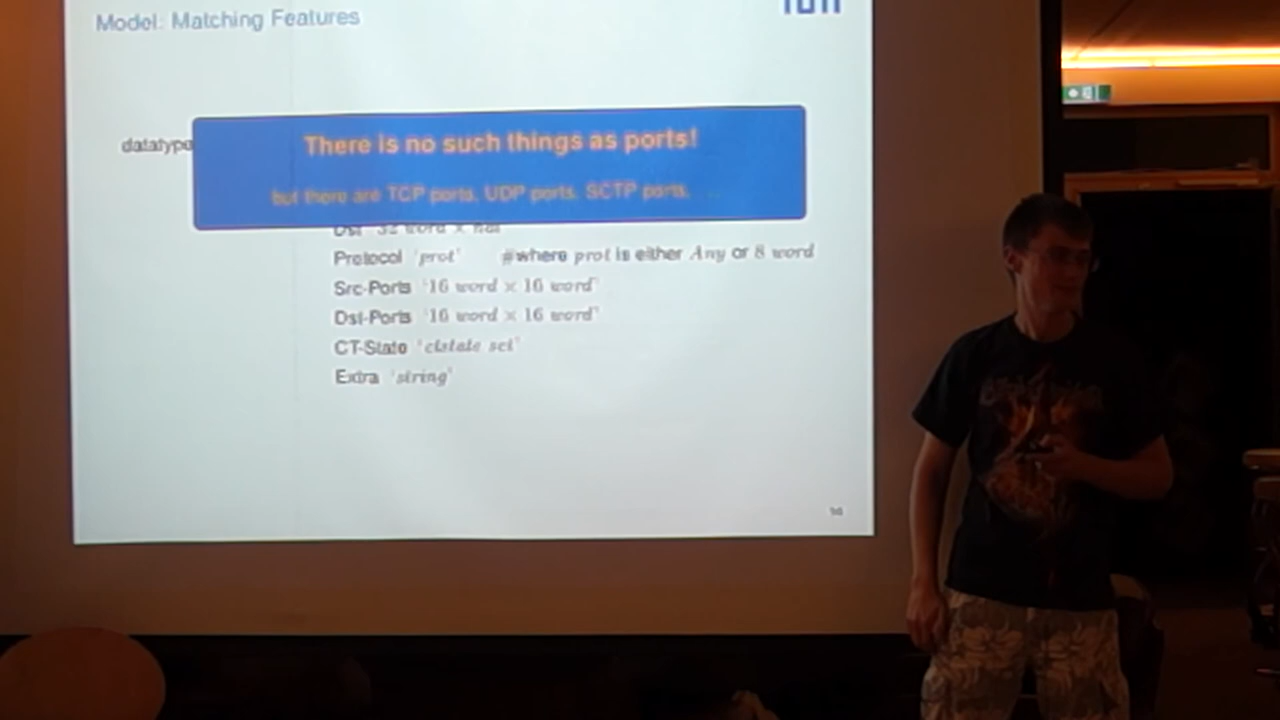 Model: Matching Features
TUM
datatype
There is no such things as ports!
but there are TCP ports, UDP ports, SCTP ports, ...
Dst '32 word × nat'
Protocol 'prot' #where prot is either Any or 8 word
Src-Ports '16 word × 16 word'
Dst-Ports '16 word × 16 word'
CT-State 'ctstate set'
Extra 'string'